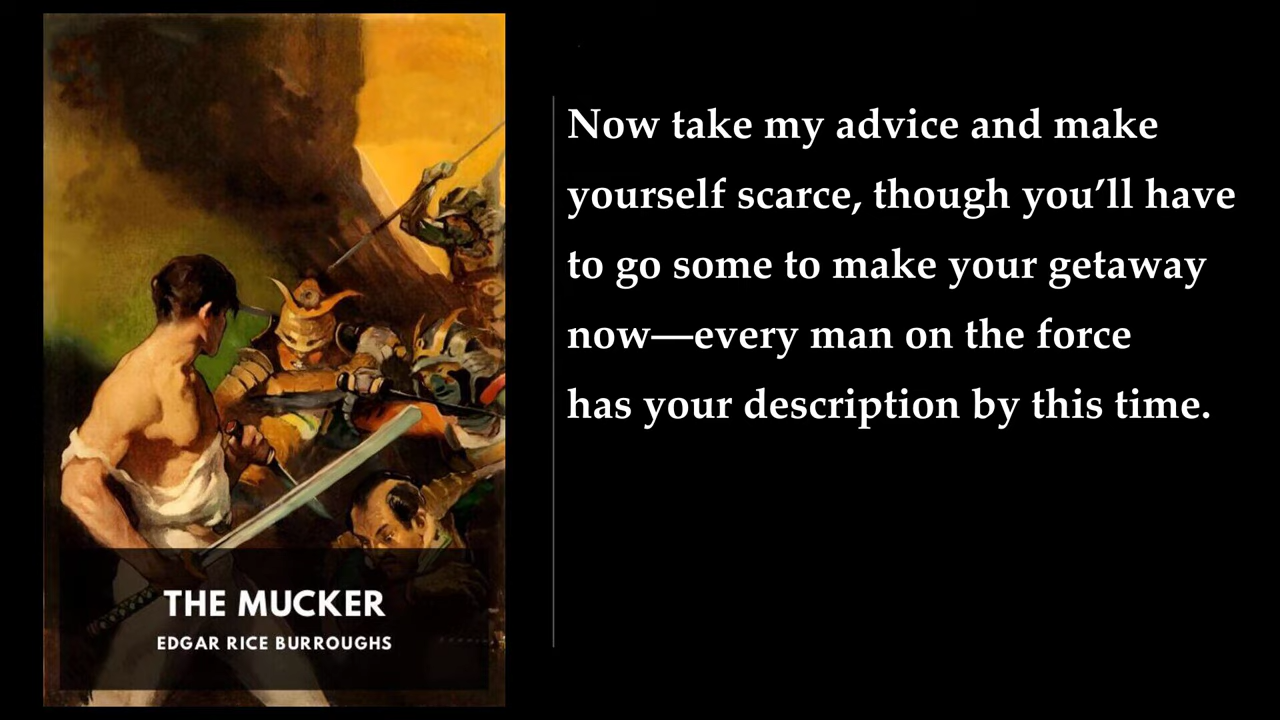 Now take my advice and make
yourself scarce, though you’ll have
to go some to make your getaway
now—every man on the force
has your description by this time.
THE MUCKER
EDGAR RICE BURROUGHS